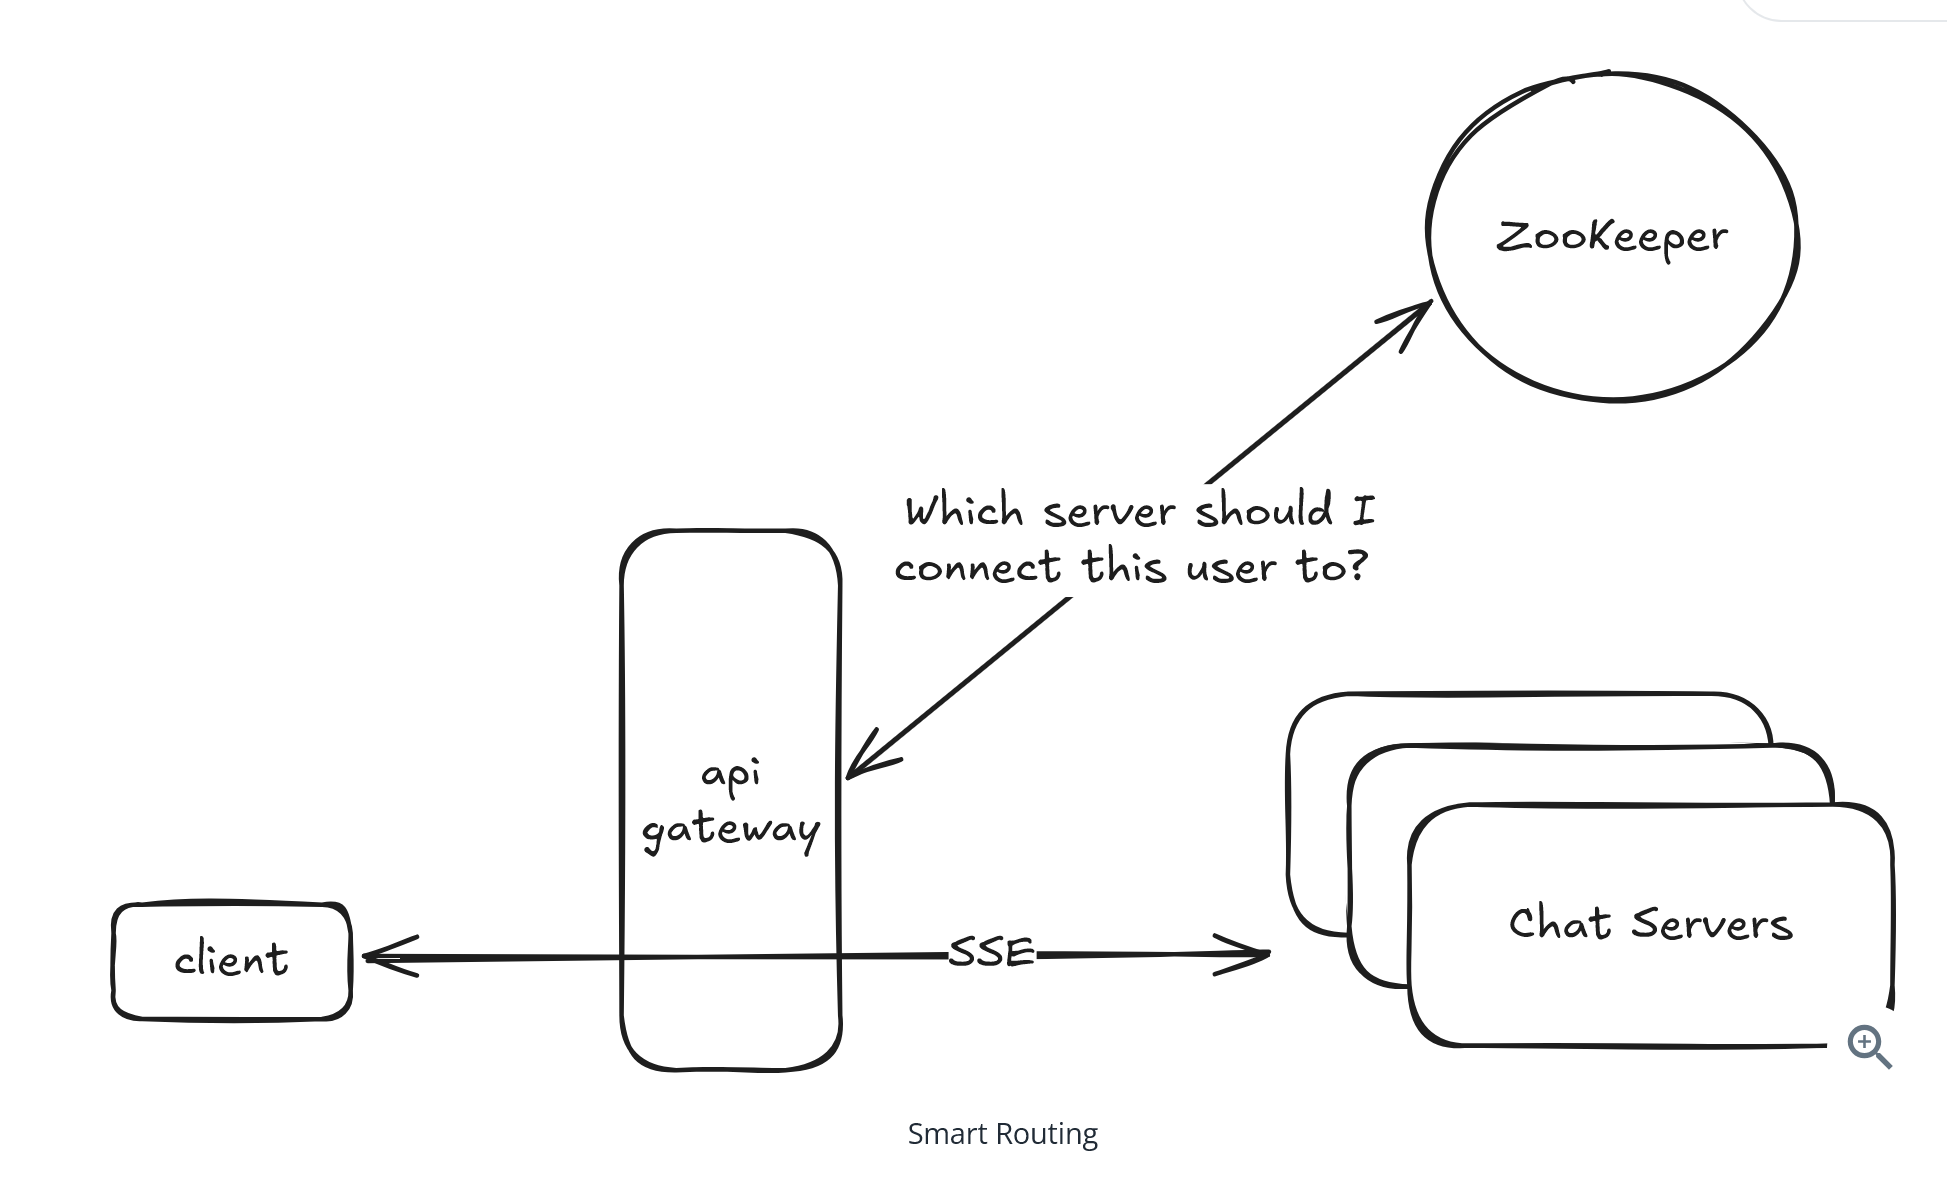 ZooKeeper
Which server should I
connect this user to?
api
gateway
client
SSE
Chat Servers
Smart Routing